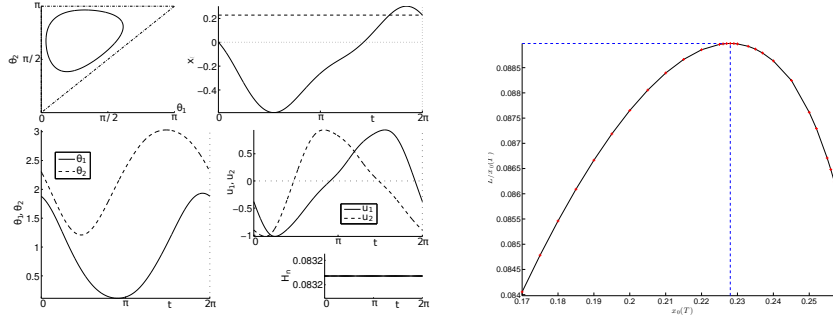 π
θ₂
π/2
0
π/2
π
θ₁
0.2
0
−0.2
−0.4
xᵢ
0
π
t
2π
3
2.5
2
1.5
1
0.5
θ₁, θ₂
θ₁
θ₂
0
π
t
2π
0.5
0
−0.5
−1
u₁, u₂
u₁
u₂
0
π
t
2π
0.0832
0.0832
Hₙ
0
π
t
2π
0.0885
0.088
0.0875
0.087
0.0865
0.086
0.0855
0.085
0.0845
0.084
0.17
0.18
0.19
0.2
0.21
0.22
0.23
0.24
0.25
x₀(T)